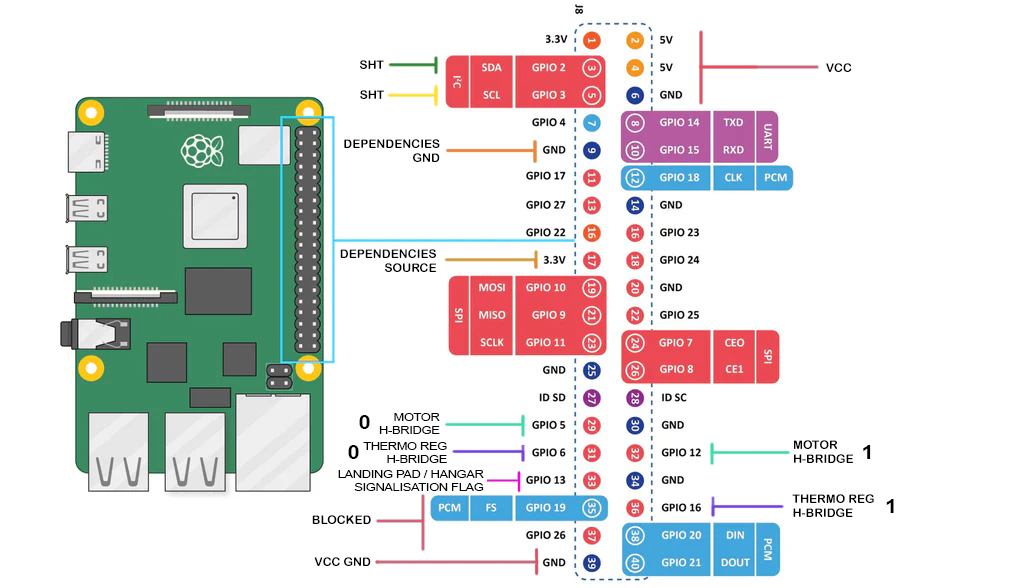 J8
3.3V 1 2 5V
SHT SDA GPIO 2 3 4 5V VCC
I²C
SHT SCL GPIO 3 5 6 GND
GPIO 4 7 8 GPIO 14 TXD
UART
DEPENDENCIES
GND
GND 9 10 GPIO 15 RXD
GPIO 17 11 12 GPIO 18 CLK PCM
GPIO 27 13 14 GND
GPIO 22 16 16 GPIO 23
DEPENDENCIES
SOURCE
3.3V 17 18 GPIO 24
MOSI GPIO 10 19 20 GND
SPI MISO GPIO 9 21 22 GPIO 25
SCLK GPIO 11 23 24 GPIO 7 CEO
SPI
GND 25 26 GPIO 8 CE1
ID SD 27 28 ID SC
0 MOTOR
H-BRIDGE
GPIO 5 29 30 GND
0 THERMO REG
H-BRIDGE
GPIO 6 31 32 GPIO 12
MOTOR
H-BRIDGE 1
LANDING PAD / HANGAR
SIGNALISATION FLAG
GPIO 13 33 34 GND
PCM FS GPIO 19 35 36 GPIO 16
THERMO REG
H-BRIDGE 1
BLOCKED
GPIO 26 37 38 GPIO 20 DIN
PCM
VCC GND GND 39 40 GPIO 21 DOUT